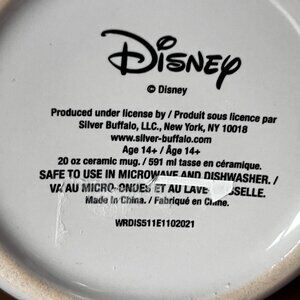 Disney
© Disney
Produced under license by / Produit sous licence par
Silver Buffalo, LLC., New York, NY 10018
www.silver-buffalo.com
Age 14+ / Âge 14+
20 oz ceramic mug. / 591 ml tasse en céramique.
SAFE TO USE IN MICROWAVE AND DISHWASHER. /
VA AU MICRO-ONDES ET AU LAVE
Made In China. / Fabriqué en Chine.
WRDIS511E1102021